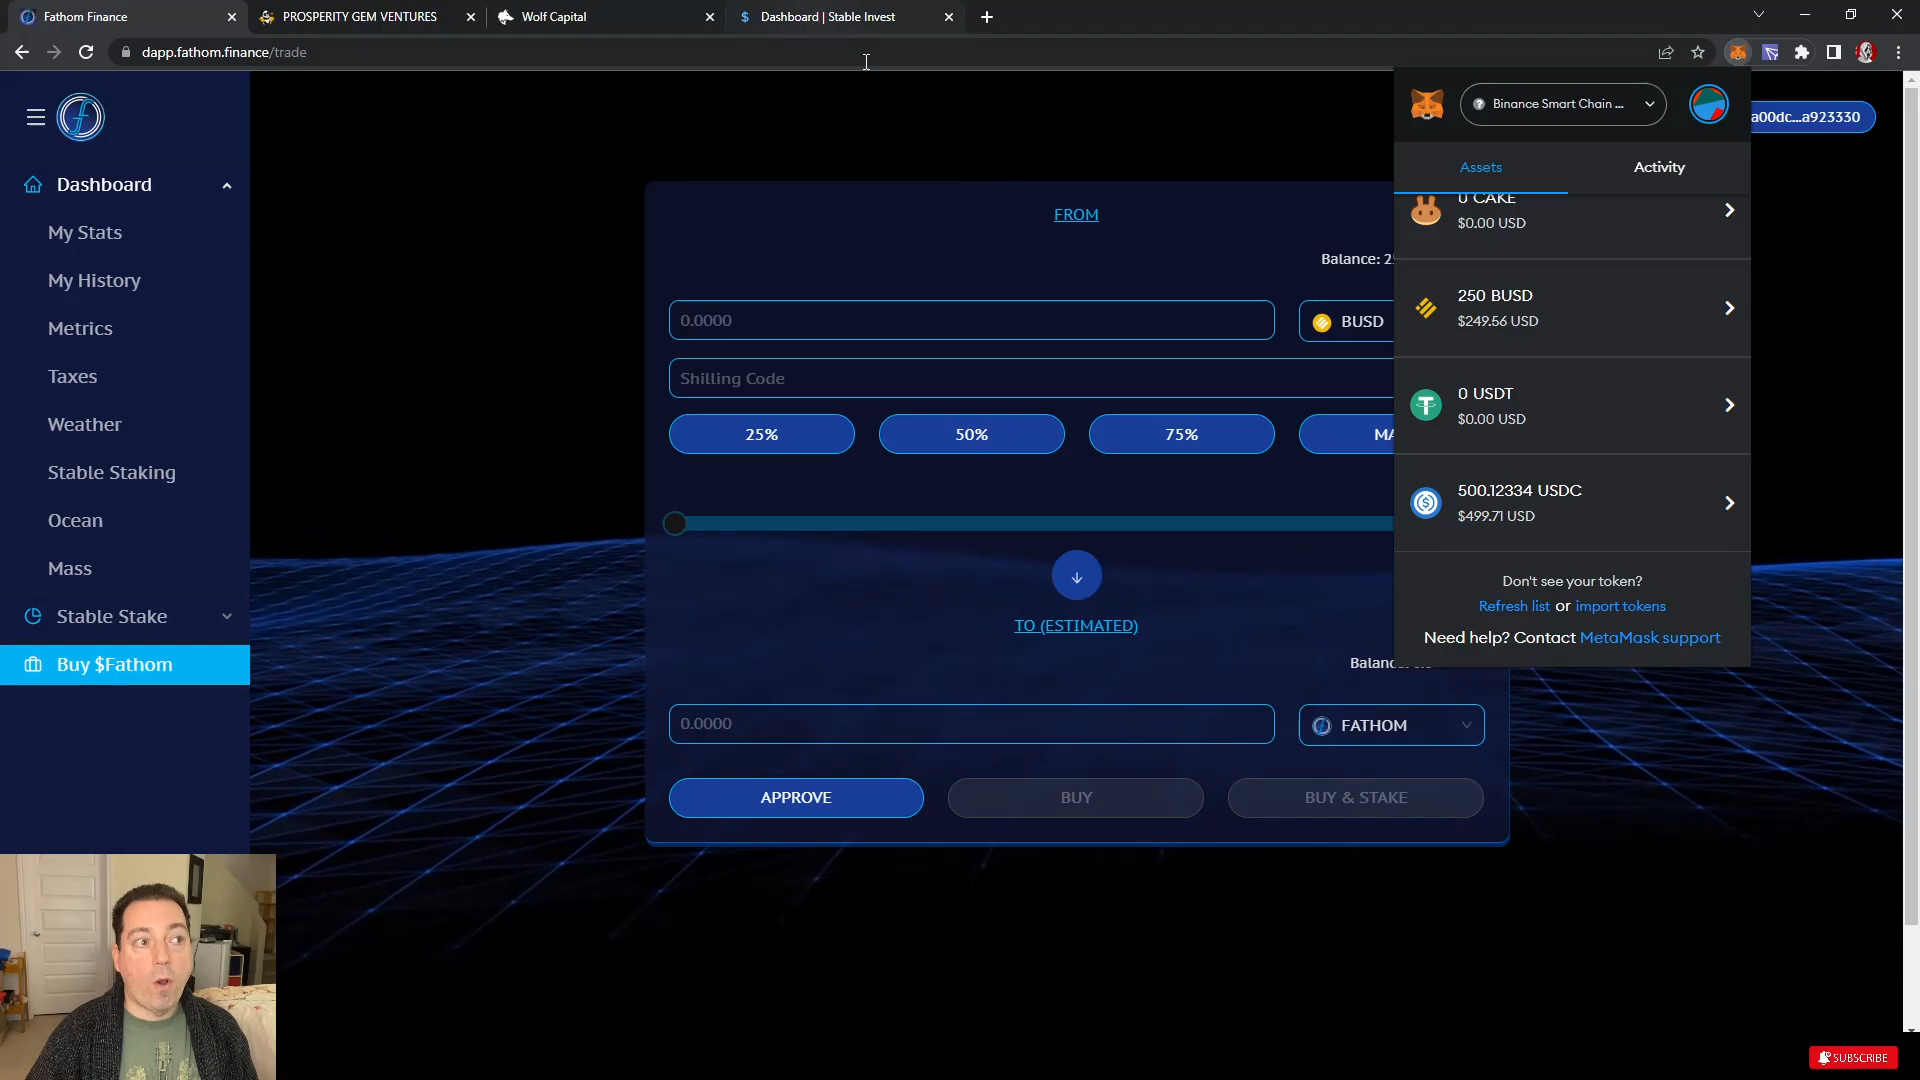 Fathom Finance
PROSPERITY GEM VENTURES
Wolf Capital
$ Dashboard | Stable Invest
dapp.fathom.finance/trade
Binance Smart Chain ...
a00dc...a923330
Assets
Activity
0 CAKE
$0.00 USD
250 BUSD
$249.56 USD
0 USDT
$0.00 USD
500.12334 USDC
$499.71 USD
Don't see your token?
Refresh list or import tokens
Need help? Contact MetaMask support
Dashboard
My Stats
My History
Metrics
Taxes
Weather
Stable Staking
Ocean
Mass
Stable Stake
Buy $Fathom
FROM
Balance: 25
0.0000
BUSD
Shilling Code
25%
50%
75%
MA
TO (ESTIMATED)
0.0000
FATHOM
APPROVE
BUY
BUY & STAKE
SUBSCRIBE